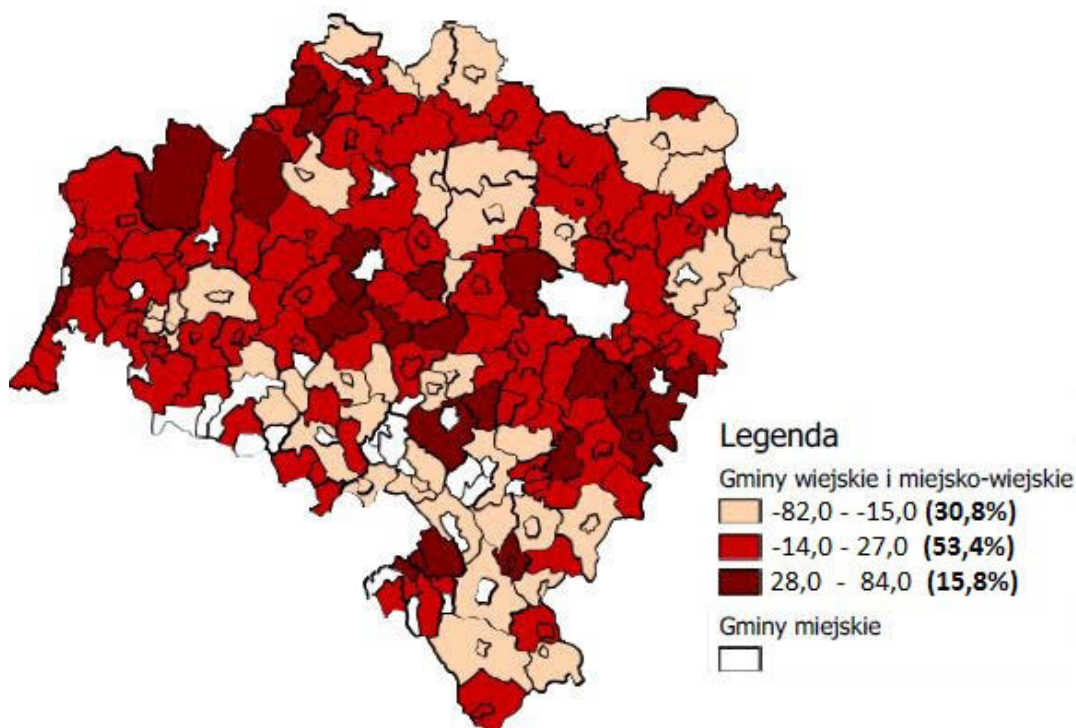 Legenda
Gminy wiejskie i miejsko-wiejskie
-82,0 - -15,0 (30,8%)
-14,0 - 27,0 (53,4%)
28,0 - 84,0 (15,8%)
Gminy miejskie